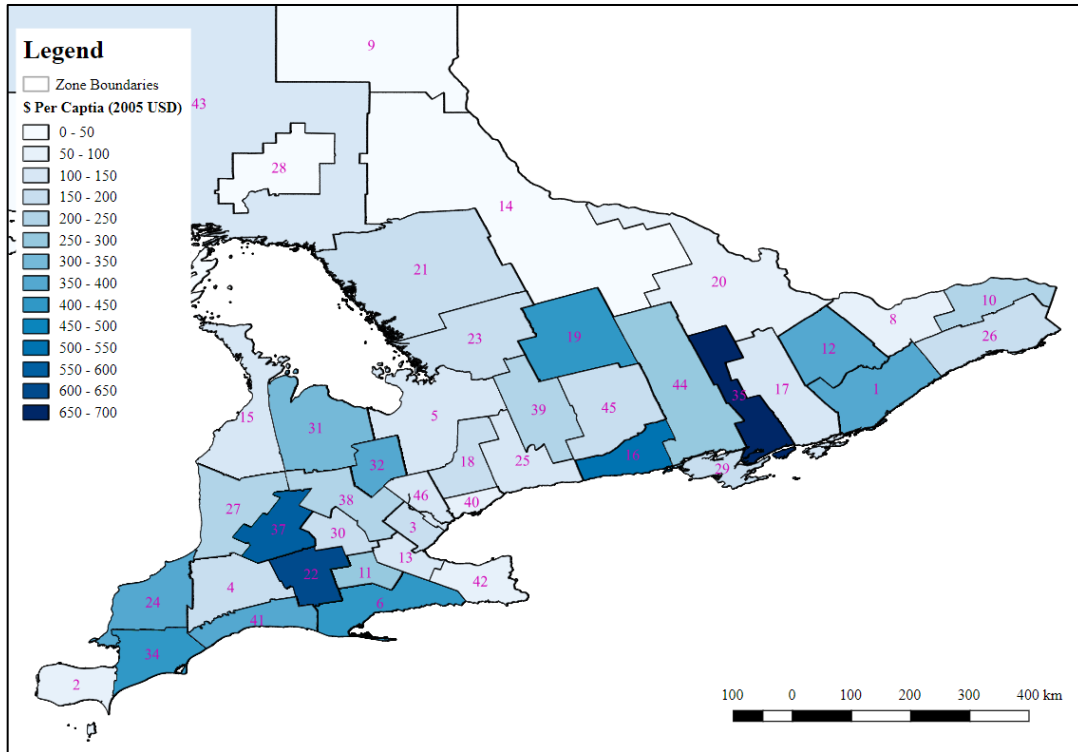 Legend
Zone Boundaries
$ Per Captia (2005 USD)
0 - 50
50 - 100
100 - 150
150 - 200
200 - 250
250 - 300
300 - 350
350 - 400
400 - 450
450 - 500
500 - 550
550 - 600
600 - 650
650 - 700
9
43
28
14
21
20
10
8
26
19
23
12
1
17
35
44
39
45
15
5
31
32
18
25
16
29
46
40
38
27
37
30
3
13
22
11
42
4
6
24
41
34
2
100 0 100 200 300 400 km